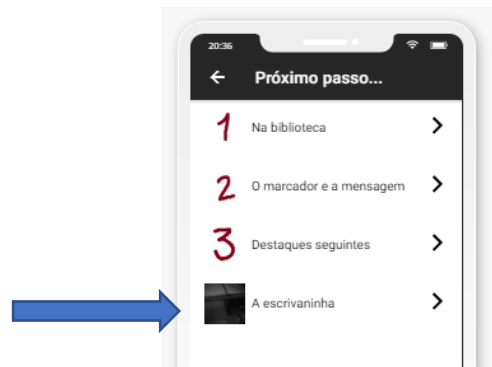 20:36
Próximo passo...
1 Na biblioteca
2 O marcador e a mensagem
3 Destaques seguintes
A escrivaninha